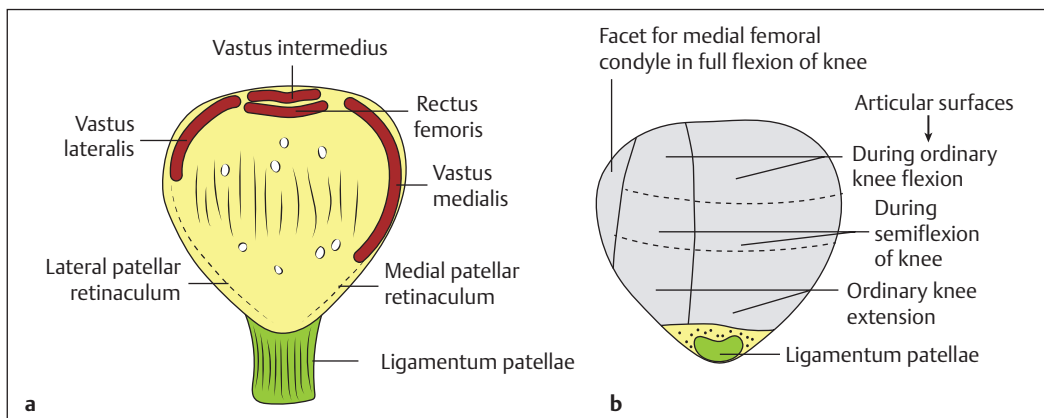 Vastus intermedius
Vastus
lateralis
Rectus
femoris
Vastus
medialis
Lateral patellar
retinaculum
Medial patellar
retinaculum
Ligamentum patellae
a
Facet for medial femoral
condyle in full flexion of knee
Articular surfaces
During ordinary
knee flexion
During
semiflexion
of knee
Ordinary knee
extension
Ligamentum patellae
b